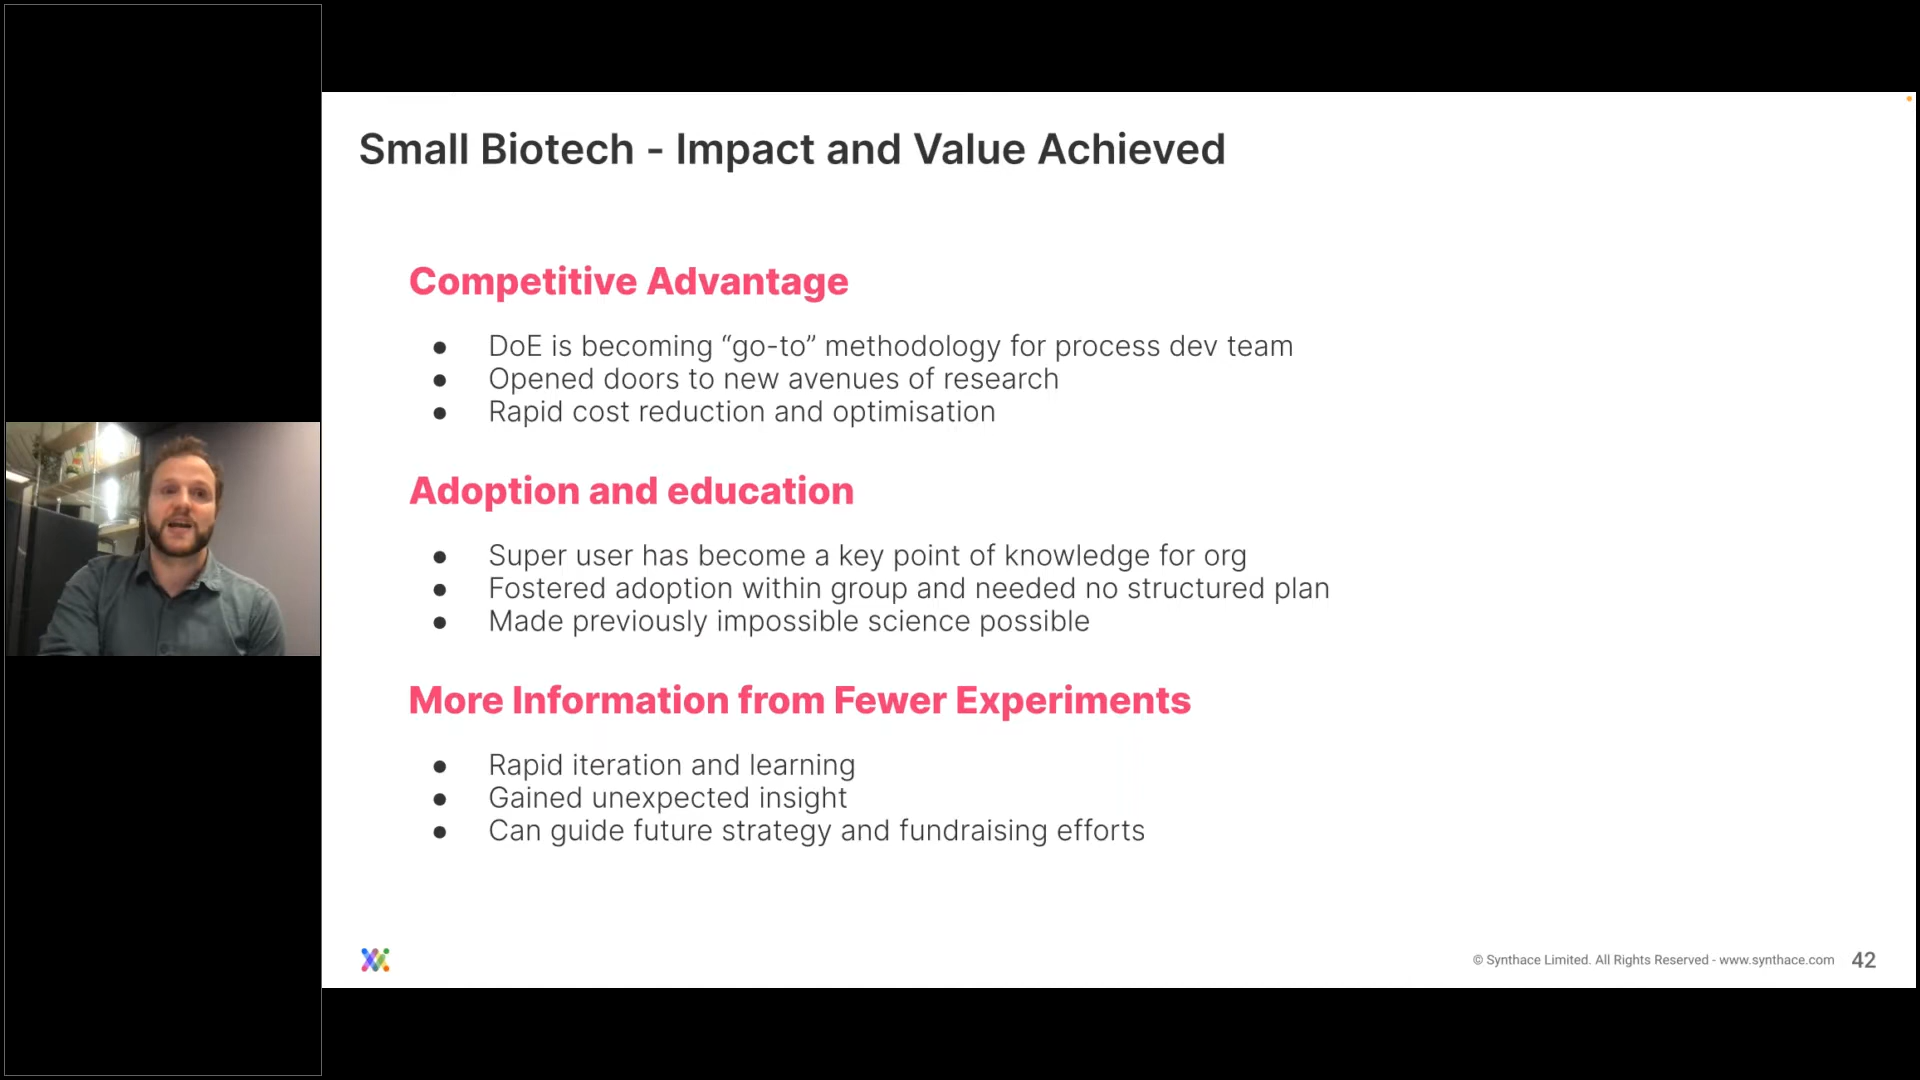 Small Biotech - Impact and Value Achieved
Competitive Advantage
● DoE is becoming “go-to” methodology for process dev team
● Opened doors to new avenues of research
● Rapid cost reduction and optimisation
Adoption and education
● Super user has become a key point of knowledge for org
● Fostered adoption within group and needed no structured plan
● Made previously impossible science possible
More Information from Fewer Experiments
● Rapid iteration and learning
● Gained unexpected insight
● Can guide future strategy and fundraising efforts
© Synthace Limited. All Rights Reserved - www.synthace.com 42